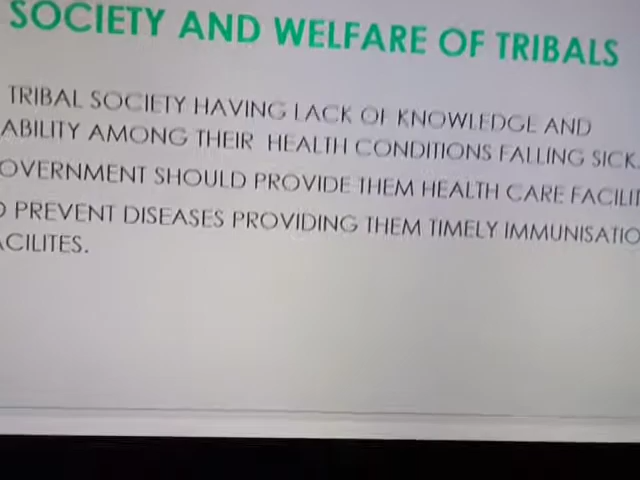 SOCIETY AND WELFARE OF TRIBALS
TRIBAL SOCIETY HAVING LACK OF KNOWLEDGE AND
ABILITY AMONG THEIR HEALTH CONDITIONS FALLING SICK.
OVERNMENT SHOULD PROVIDE THEM HEALTH CARE FACILIT
O PREVENT DISEASES PROVIDING THEM TIMELY IMMUNISATIO
ACILITES.